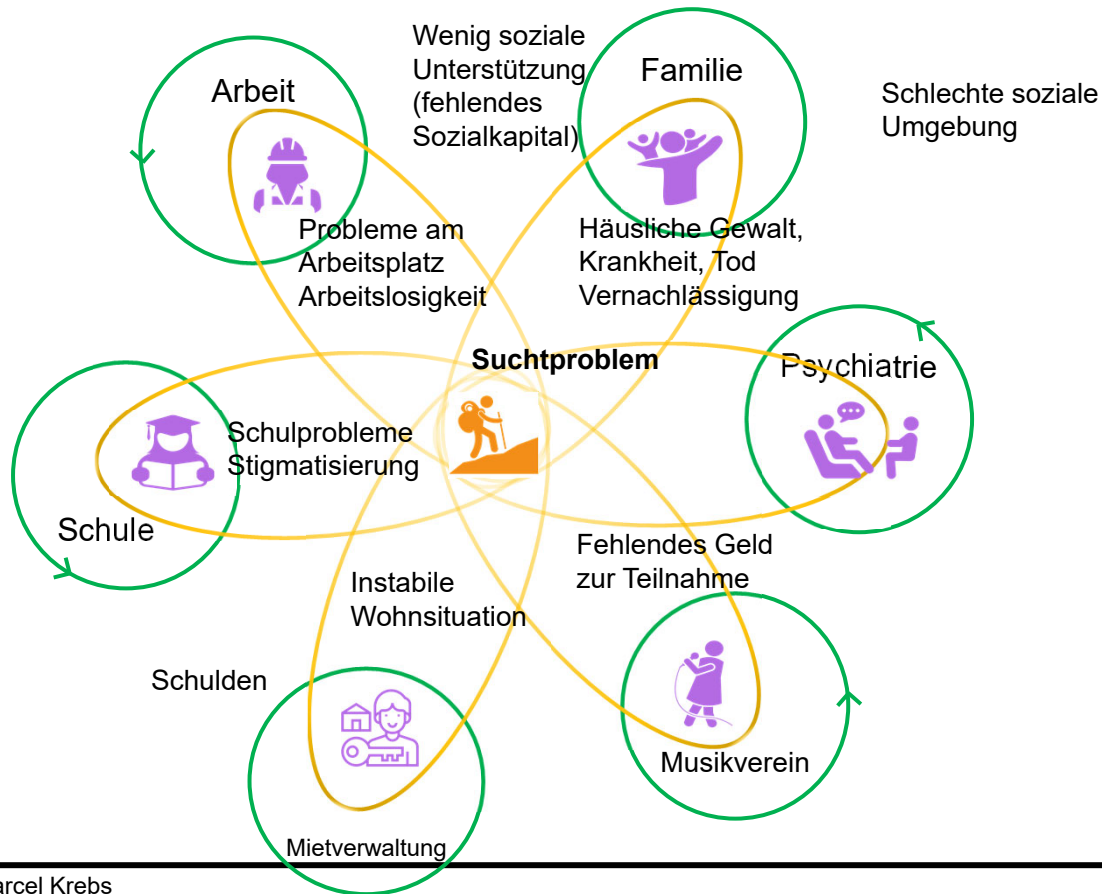 Wenig soziale
Unterstützung
(fehlendes
Sozialkapital)
Familie
Arbeit
Schlechte soziale
Umgebung
Probleme am
Arbeitsplatz
Arbeitslosigkeit
Häusliche Gewalt,
Krankheit, Tod
Vernachlässigung
Suchtproblem
Psychiatrie
Schulprobleme
Stigmatisierung
Schule
Fehlendes Geld
zur Teilnahme
Instabile
Wohnsituation
Schulden
Musikverein
Mietverwaltung
arcel Krebs